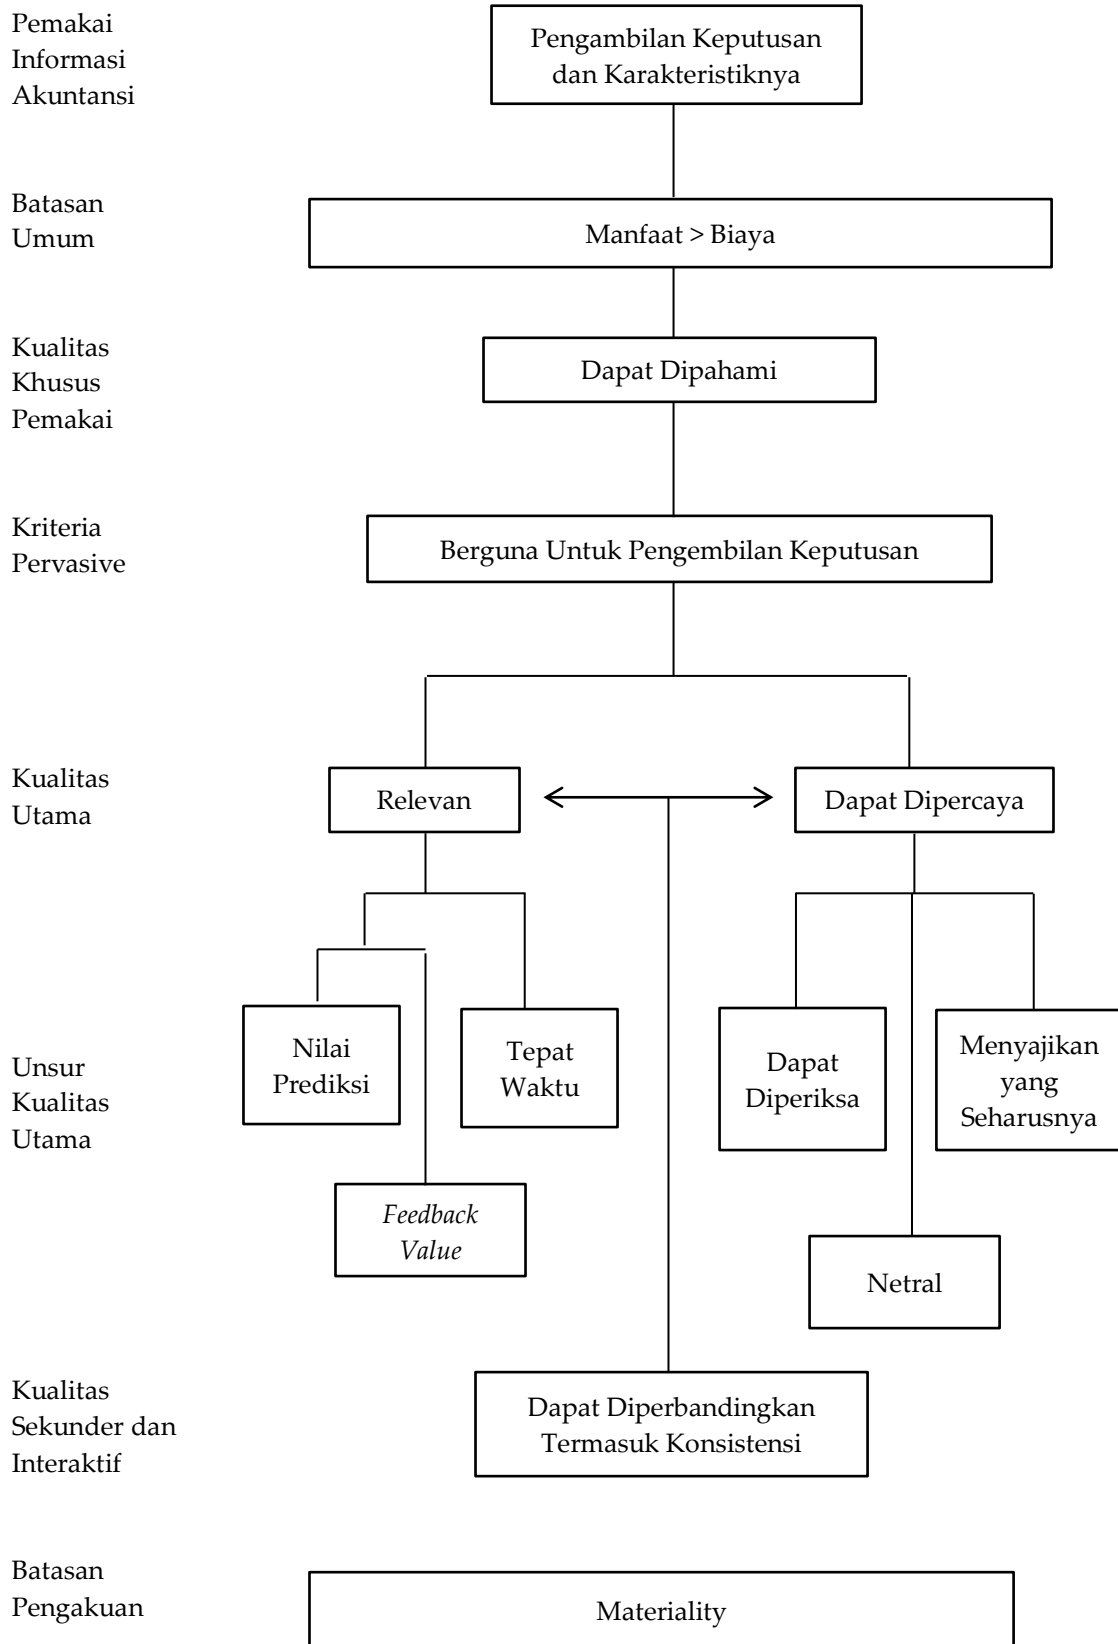 Pemakai
Informasi
Akuntansi
Pengambilan Keputusan
dan Karakteristiknya
Batasan
Umum
Manfaat > Biaya
Kualitas
Khusus
Pemakai
Dapat Dipahami
Kriteria
Pervasive
Berguna Untuk Pengembilan Keputusan
Kualitas
Utama
Relevan
Dapat Dipercaya
Unsur
Kualitas
Utama
Nilai
Prediksi
Tepat
Waktu
Dapat
Diperiksa
Menyajikan
yang
Seharusnya
Feedback
Value
Netral
Kualitas
Sekunder dan
Interaktif
Dapat Diperbandingkan
Termasuk Konsistensi
Batasan
Pengakuan
Materiality